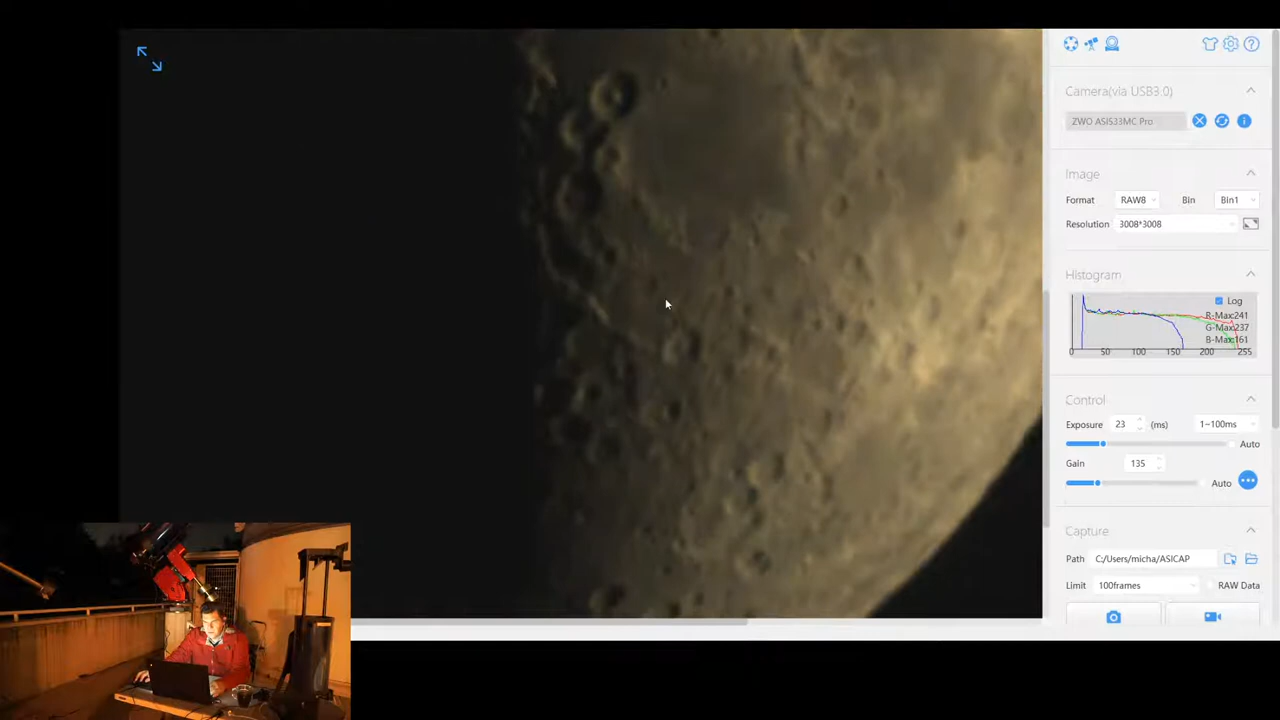 Camera(via USB3.0)
ZWO ASI533MC Pro
Image
Format RAW8 Bin Bin1
Resolution 3008*3008
Histogram
Log
R-Max:241
G-Max:237
B-Max:161
0 50 100 150 200 255
Control
Exposure 23 (ms) 1~100ms
Auto
Gain 135
Auto
Capture
Path C:/Users/micha/ASICAP
Limit 100frames RAW Data